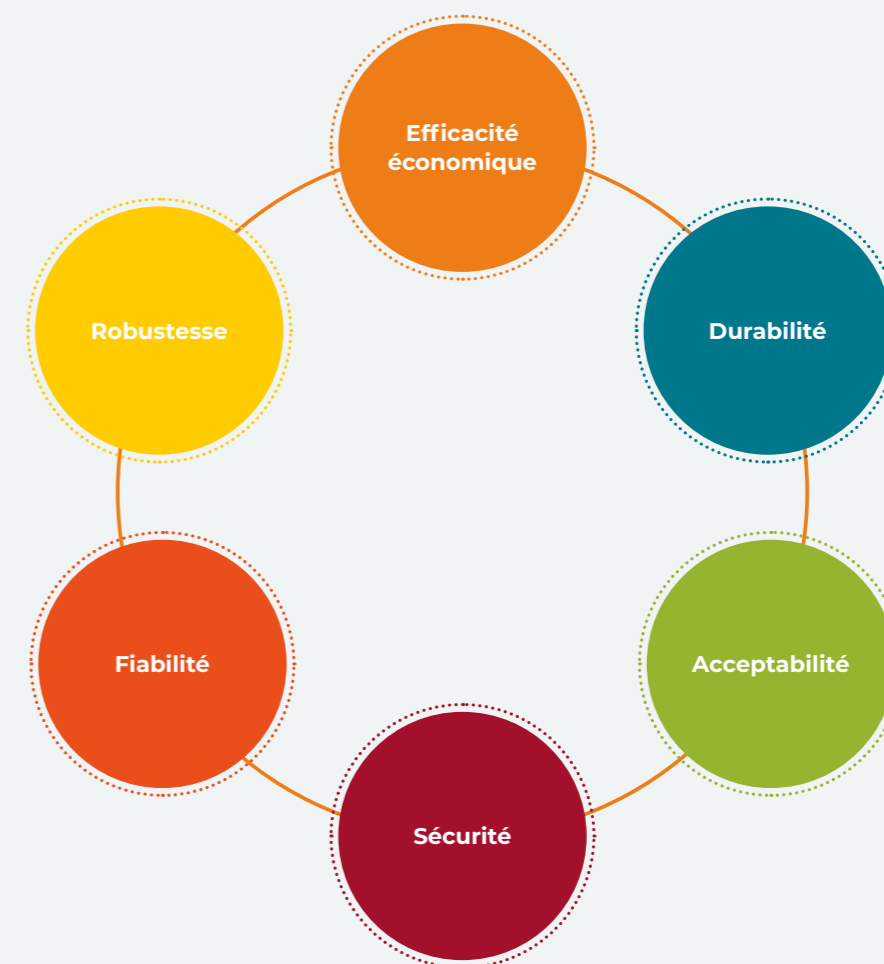 Efficacité
économique
Robustesse
Durabilité
Fiabilité
Acceptabilité
Sécurité